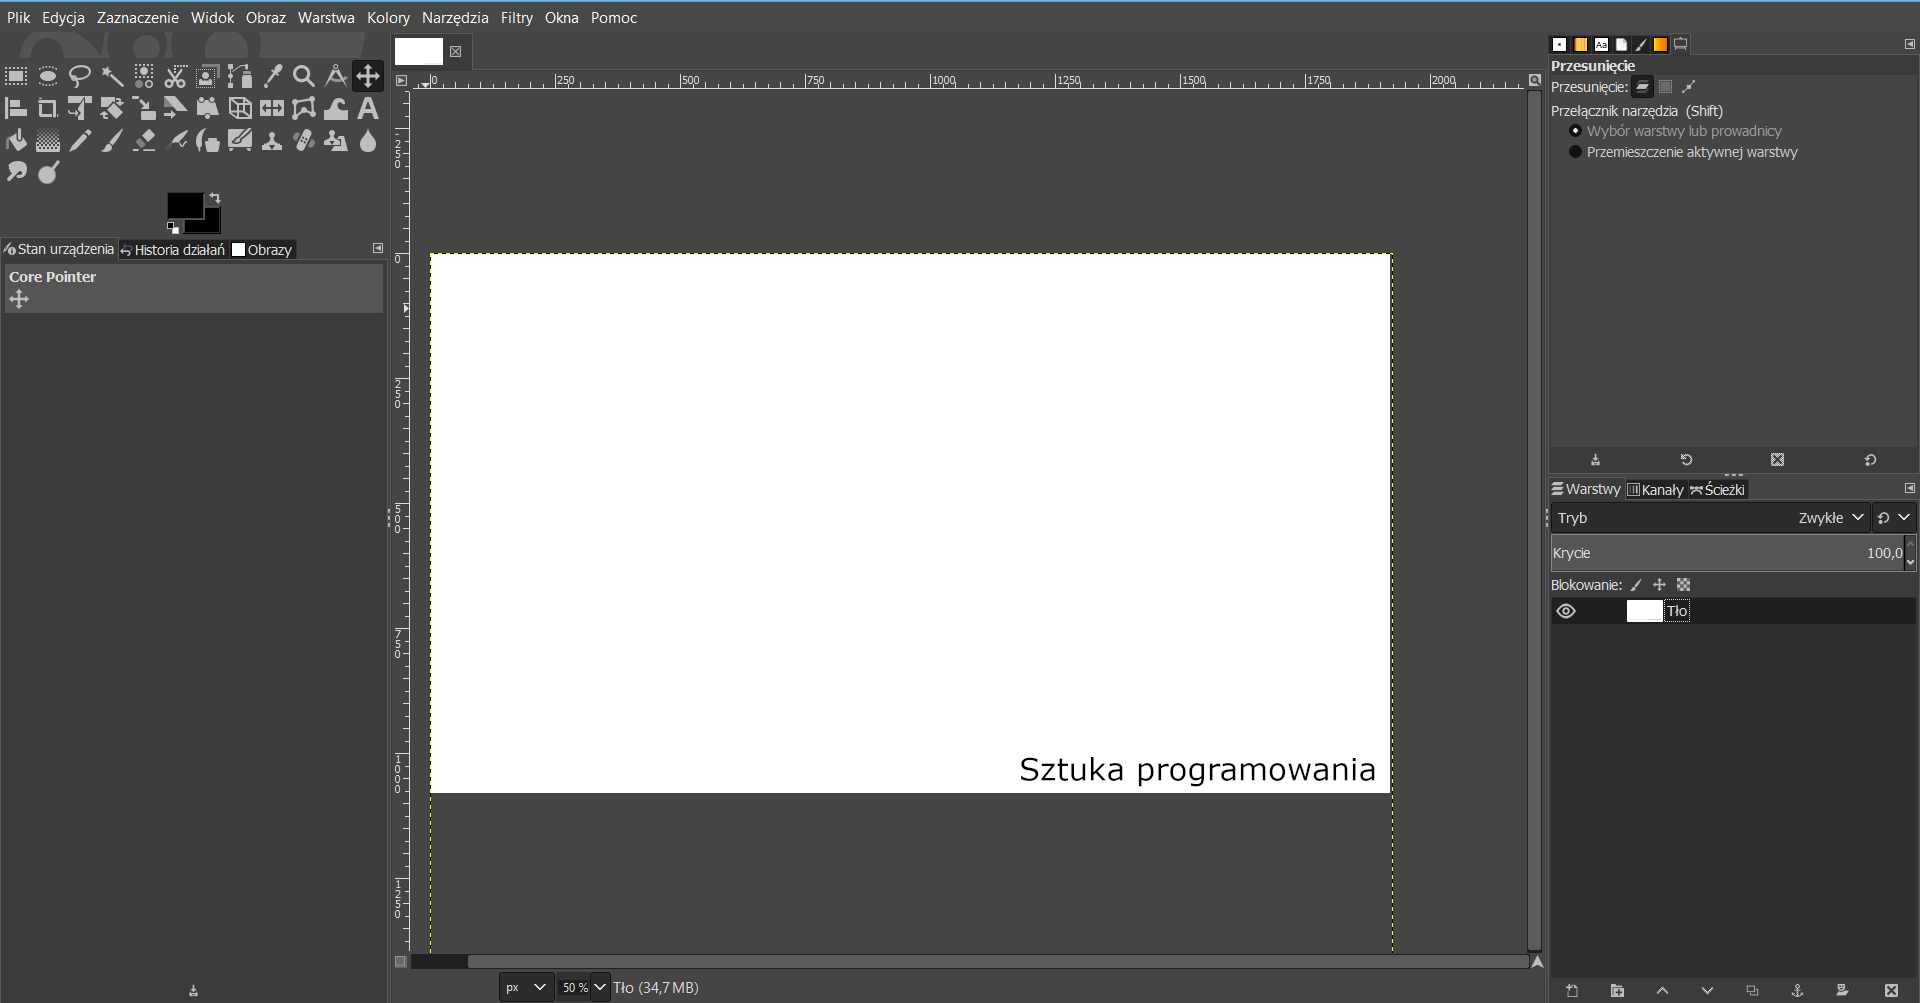 Plik Edycja Zaznaczenie Widok Obraz Warstwa Kolory Narzędzia Filtry Okna Pomoc
0 250 500 750 1000 1250 1500 1750 2000
Aa
Przesunięcie
Przesunięcie:
Przełącznik narzędzia (Shift)
Wybór warstwy lub prowadnicy
Przemieszczenie aktywnej warstwy
Stan urządzenia Historia działań Obrazy
Core Pointer
-250
0
250
500
750
1000
1250
Sztuka programowania
Warstwy Kanały Ścieżki
Tryb Zwykłe
Krycie 100,0
Blokowanie:
Tło
px 50 % Tło (34,7 MB)